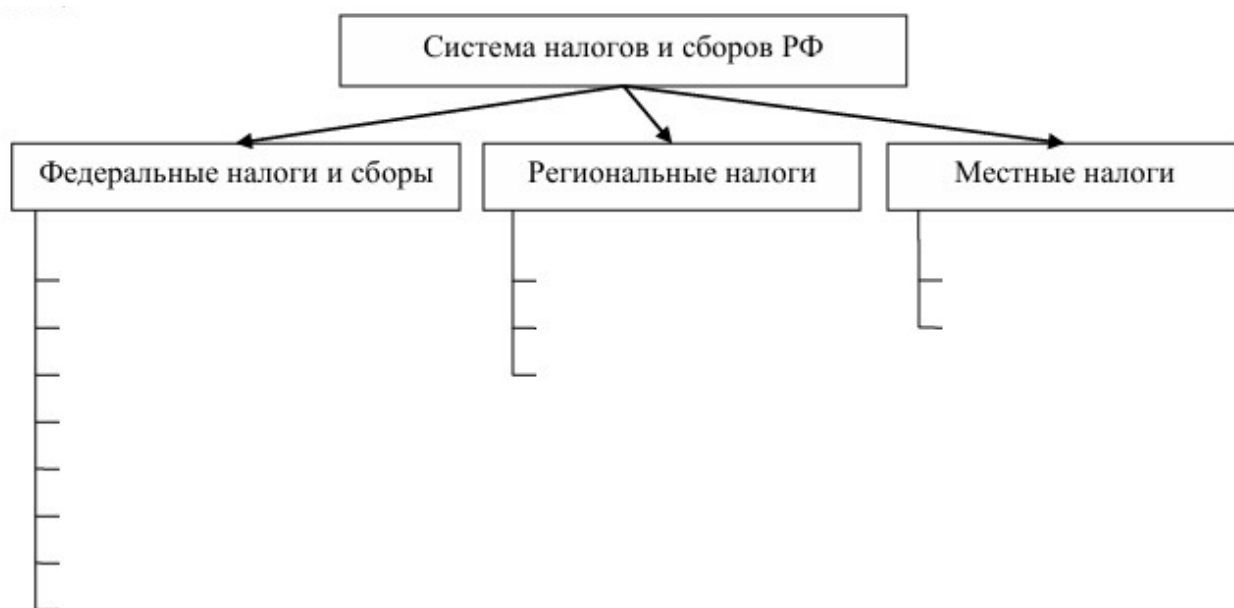 Система налогов и сборов РФ
Федеральные налоги и сборы
Региональные налоги
Местные налоги